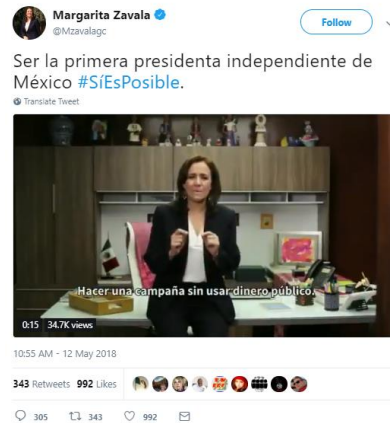 Margarita Zavala
@Mzavalagc
Follow
Ser la primera presidenta independiente de
México #SíEsPosible.
Translate Tweet
Hacer una campaña sin usar dinero público.
0:15 34.7K views
10:55 AM - 12 May 2018
343 Retweets 992 Likes
305 343 992